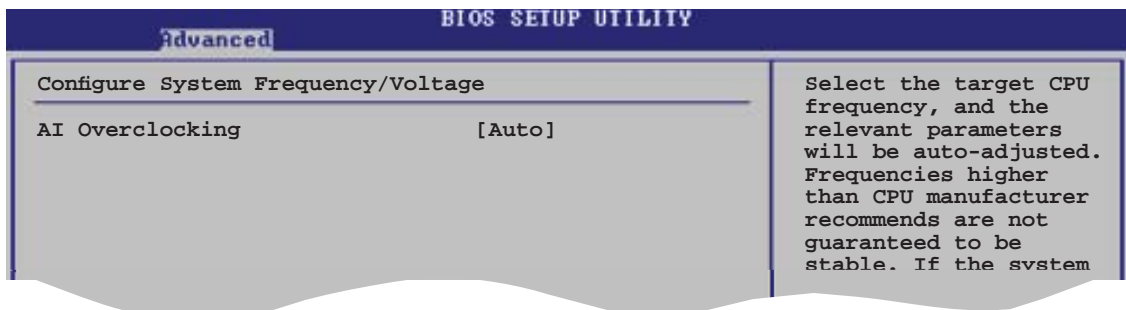 BIOS SETUP UTILITY
Advanced
Configure System Frequency/Voltage
AI Overclocking [Auto]
Select the target CPU
frequency, and the
relevant parameters
will be auto-adjusted.
Frequencies higher
than CPU manufacturer
recommends are not
guaranteed to be
stable. If the system